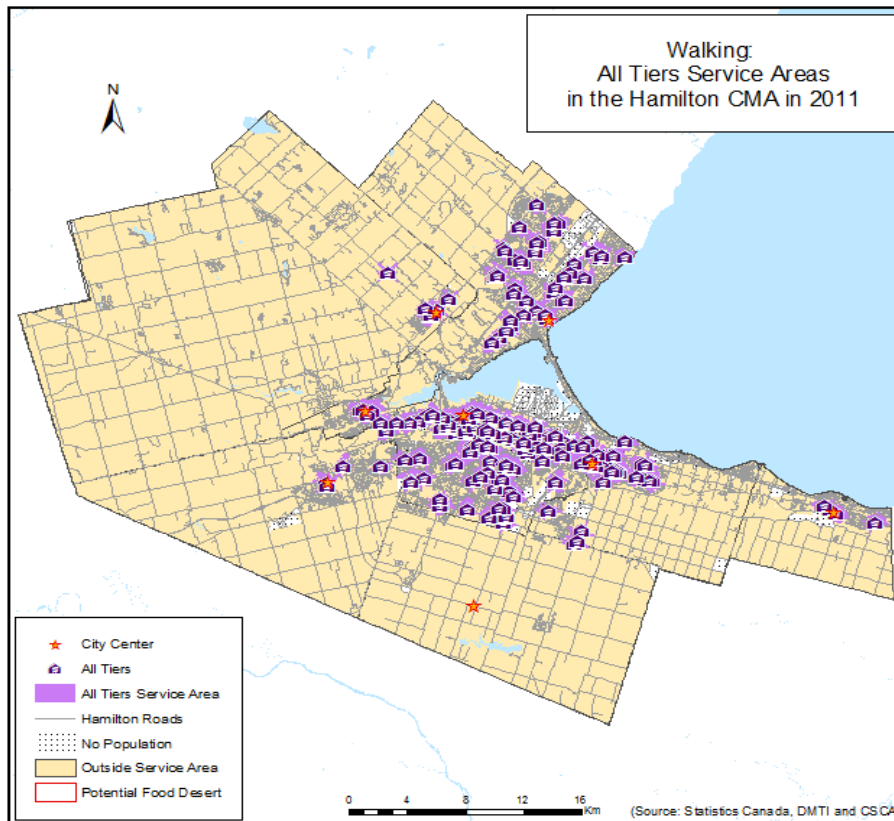 Walking:
All Tiers Service Areas
in the Hamilton CMA in 2011
N
City Center
All Tiers
All Tiers Service Area
Hamilton Roads
No Population
Outside Service Area
Potential Food Desert
0 4 8 12 16
Km
(Source: Statistics Canada, DMTI and CSCA